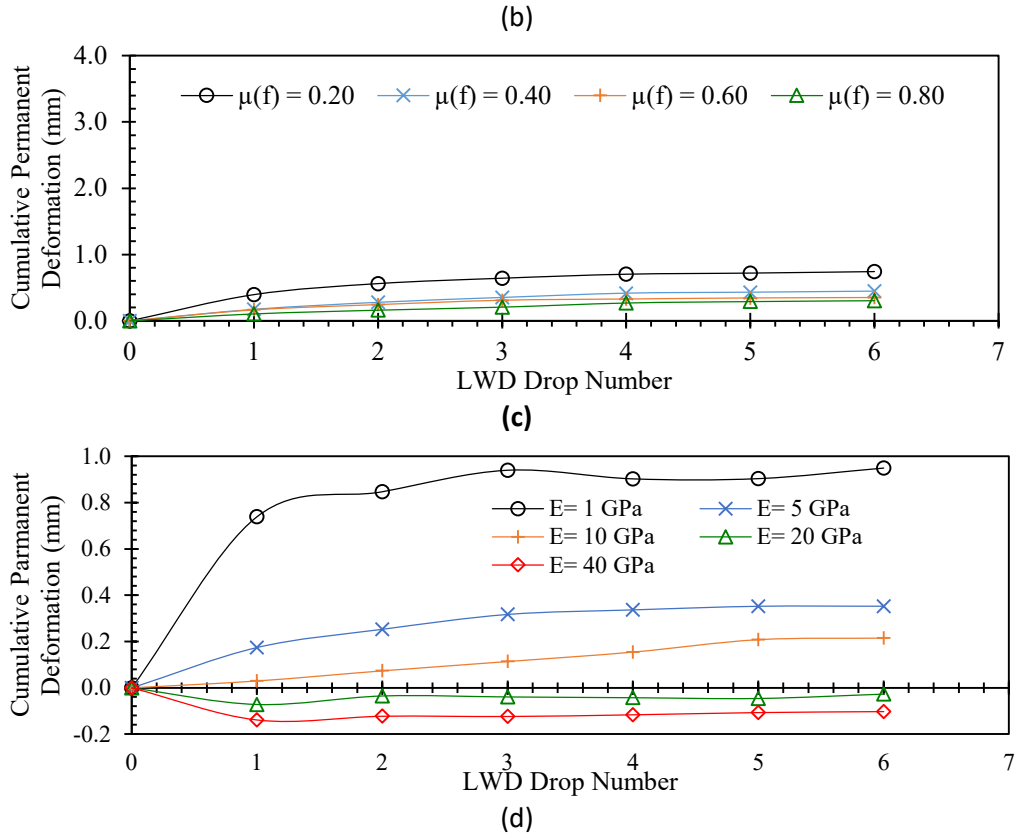 (b)
4.0
μ(f) = 0.20 μ(f) = 0.40 μ(f) = 0.60 μ(f) = 0.80
3.0
2.0
1.0
0.0
Cumulative Permanent
Deformation (mm)
0 1 2 3 4 5 6 7
LWD Drop Number
(c)
1.0
0.8
0.6
0.4
0.2
0.0
-0.2
Cumulative Parmanent
Deformation (mm)
E= 1 GPa E= 5 GPa
E= 10 GPa E= 20 GPa
E= 40 GPa
0 1 2 3 4 5 6 7
LWD Drop Number
(d)